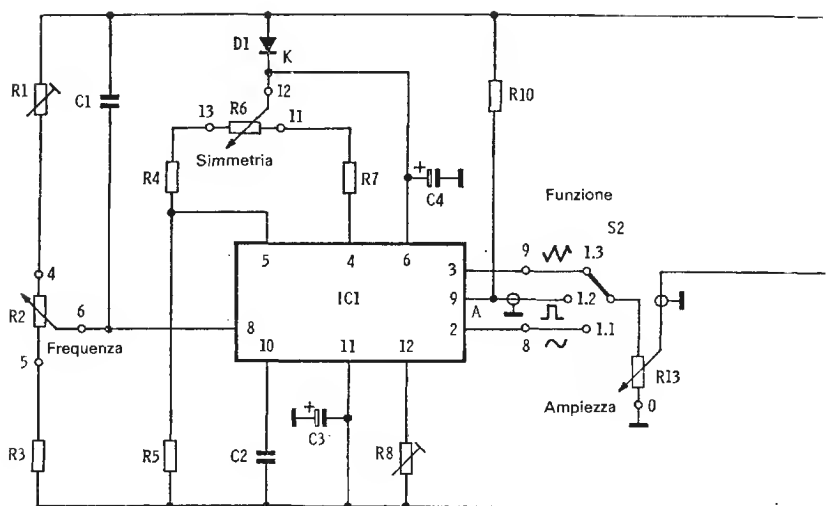 D1
K
R1
C1
12
R10
13
R6
11
Simmetria
R4
R7
+
C4
Funzione
S2
5
4
6
9
1.3
3
4
IC1
9
1.2
R2
6
A
8
2
1.1
Frequenza
8
5
10
11
12
R13
Ampiezza
0
+
C3
R3
R5
C2
R8